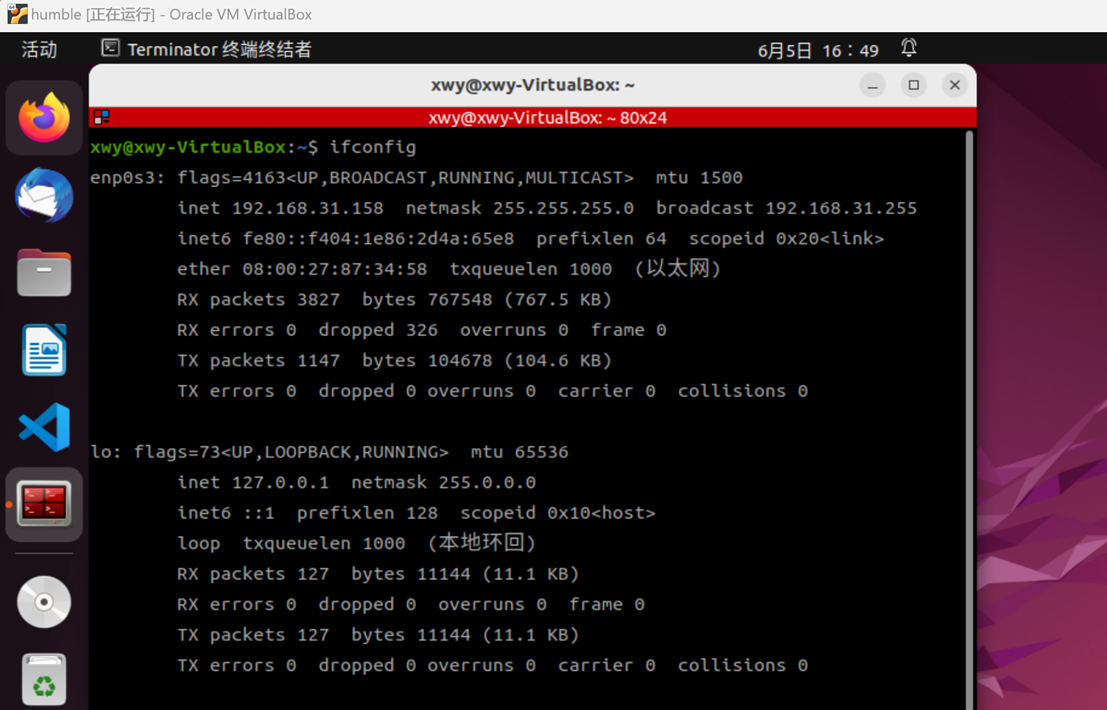 humble [正在运行] - Oracle VM VirtualBox
活动 Terminator 终端终结者 6月5日 16：49
xwy@xwy-VirtualBox: ~
xwy@xwy-VirtualBox: ~ 80x24
xwy@xwy-VirtualBox:~$ ifconfig
enp0s3: flags=4163<UP,BROADCAST,RUNNING,MULTICAST>  mtu 1500
        inet 192.168.31.158  netmask 255.255.255.0  broadcast 192.168.31.255
        inet6 fe80::f404:1e86:2d4a:65e8  prefixlen 64  scopeid 0x20<link>
        ether 08:00:27:87:34:58  txqueuelen 1000  (以太网)
        RX packets 3827  bytes 767548 (767.5 KB)
        RX errors 0  dropped 326  overruns 0  frame 0
        TX packets 1147  bytes 104678 (104.6 KB)
        TX errors 0  dropped 0 overruns 0  carrier 0  collisions 0
lo: flags=73<UP,LOOPBACK,RUNNING>  mtu 65536
        inet 127.0.0.1  netmask 255.0.0.0
        inet6 ::1  prefixlen 128  scopeid 0x10<host>
        loop  txqueuelen 1000  (本地环回)
        RX packets 127  bytes 11144 (11.1 KB)
        RX errors 0  dropped 0  overruns 0  frame 0
        TX packets 127  bytes 11144 (11.1 KB)
        TX errors 0  dropped 0 overruns 0  carrier 0  collisions 0